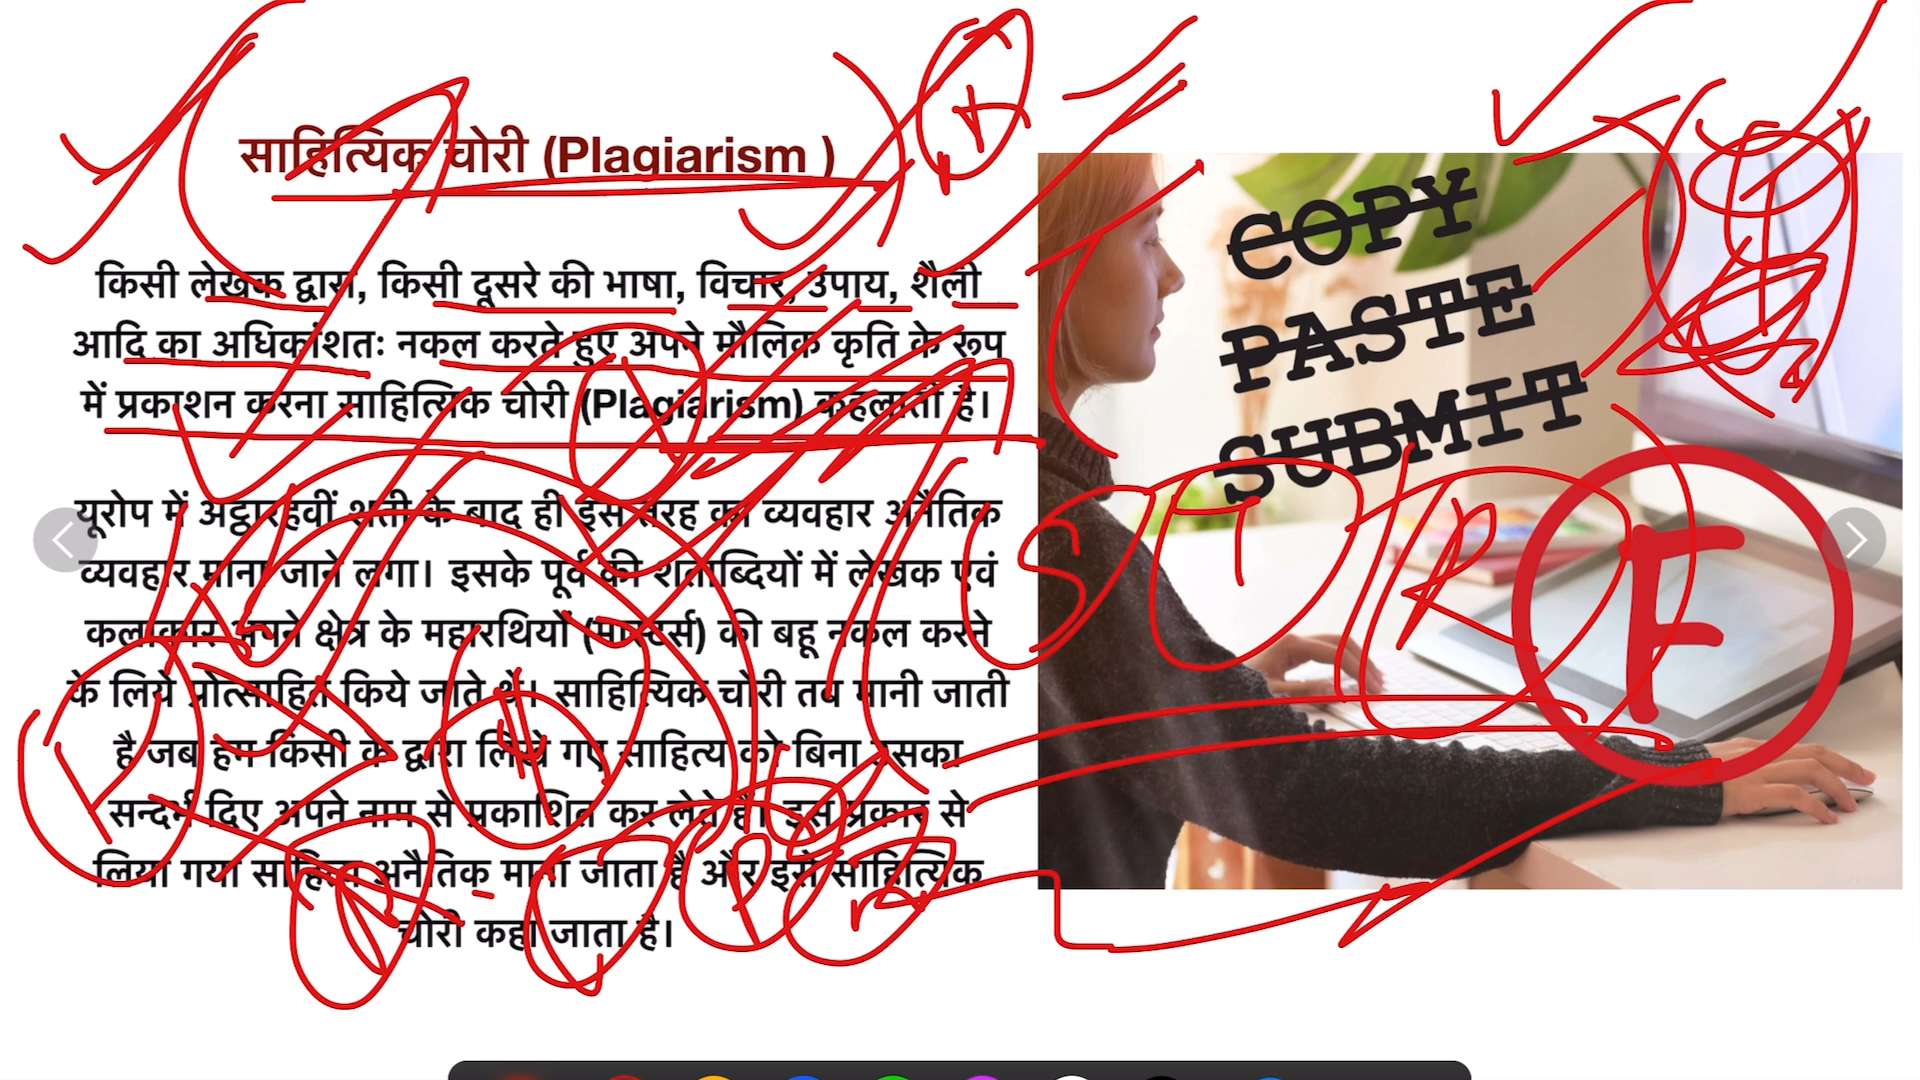 साहित्यिक चोरी (Plagiarism )
किसी लेखक द्वारा, किसी दूसरे की भाषा, विचार, उपाय, शैली
आदि का अधिकांशतः नकल करते हुए अपने मौलिक कृति के रूप
में प्रकाशन करना साहित्यिक चोरी (Plagiarism) कहलाती है।
यूरोप में अट्ठारहवीं शती के बाद ही इस तरह का व्यवहार अनैतिक
व्यवहार माना जाने लगा। इसके पूर्व की शताब्दियों में लेखक एवं
कलाकार अपने क्षेत्र के महारथियों (मास्टर्स) की बहू नकल करने
के लिये प्रोत्साहित किये जाते थे। साहित्यिक चोरी तब मानी जाती
है जब हम किसी के द्वारा लिखे गए साहित्य को बिना उसका
सन्दर्भ दिए अपने नाम से प्रकाशित कर लेते है। इस प्रकार से
लिया गया साहित्य अनैतिक माना जाता है और इसे साहित्यिक
चोरी कहा जाता है।
COPY
PASTE
SUBMIT
F